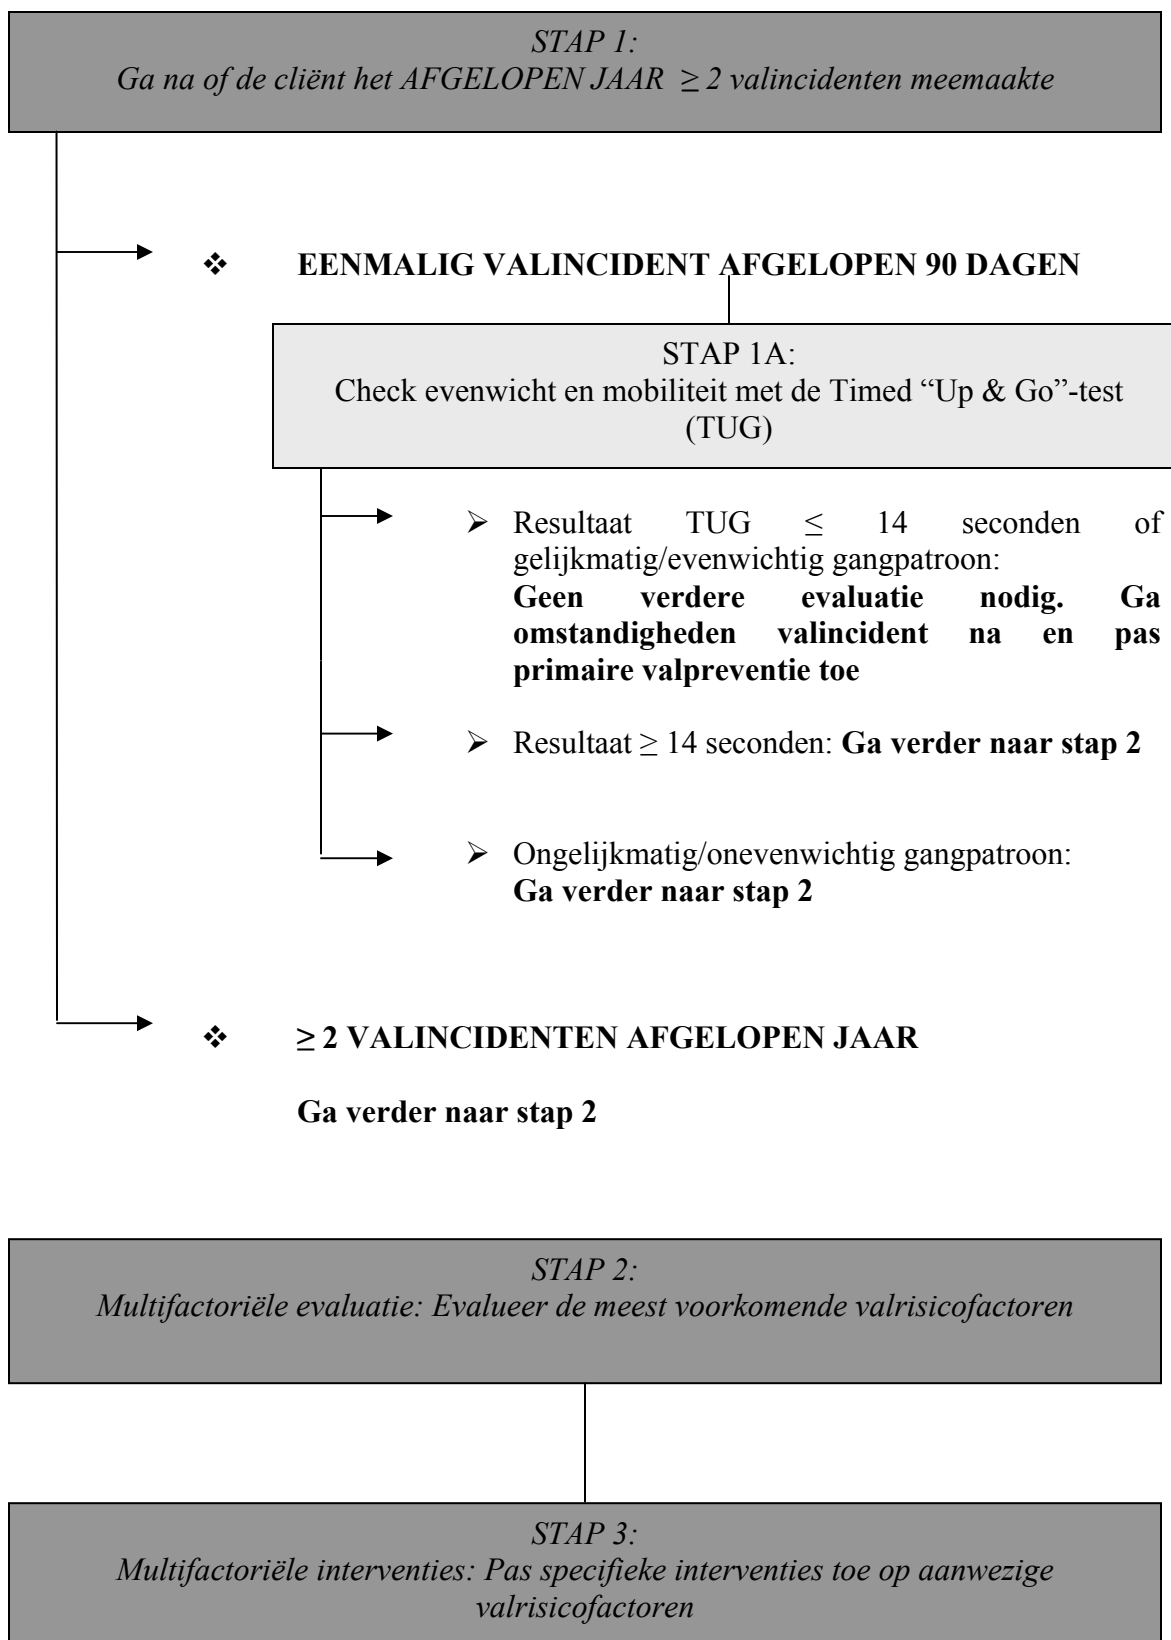 STAP 1:
Ga na of de cliënt het AFGELOPEN JAAR ≥ 2 valincidenten meemaakte
❖ EENMALIG VALINCIDENT AFGELOPEN 90 DAGEN
STAP 1A:
Check evenwicht en mobiliteit met de Timed “Up & Go”-test
(TUG)
➢ Resultaat TUG ≤ 14 seconden of
gelijkmatig/evenwichtig gangpatroon:
Geen verdere evaluatie nodig. Ga
omstandigheden valincident na en pas
primaire valpreventie toe
➢ Resultaat ≥ 14 seconden: Ga verder naar stap 2
➢ Ongelijkmatig/onevenwichtig gangpatroon:
Ga verder naar stap 2
❖ ≥ 2 VALINCIDENTEN AFGELOPEN JAAR
Ga verder naar stap 2
STAP 2:
Multifactoriële evaluatie: Evalueer de meest voorkomende valrisicofactoren
STAP 3:
Multifactoriële interventies: Pas specifieke interventies toe op aanwezige
valrisicofactoren